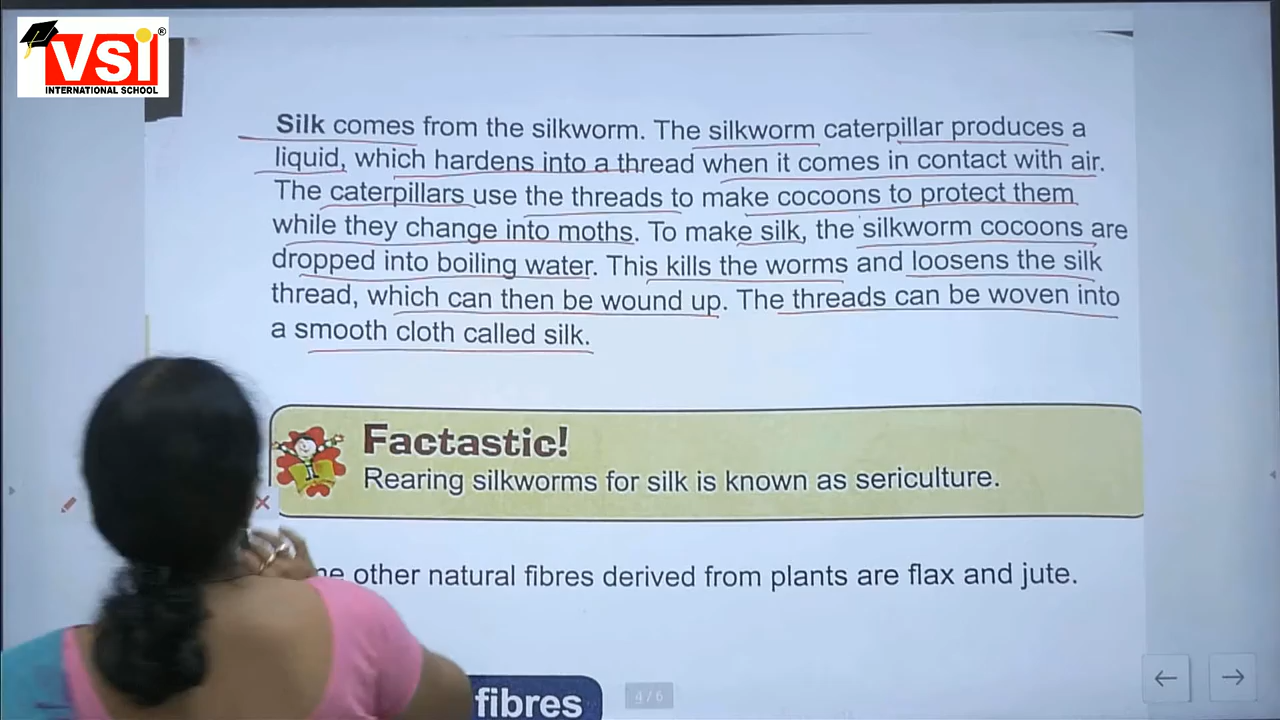 VSI
INTERNATIONAL SCHOOL
Silk comes from the silkworm. The silkworm caterpillar produces a
liquid, which hardens into a thread when it comes in contact with air.
The caterpillars use the threads to make cocoons to protect them
while they change into moths. To make silk, the silkworm cocoons are
dropped into boiling water. This kills the worms and loosens the silk
thread, which can then be wound up. The threads can be woven into
a smooth cloth called silk.
Factastic!
Rearing silkworms for silk is known as sericulture.
other natural fibres derived from plants are flax and jute.
fibres
4/6